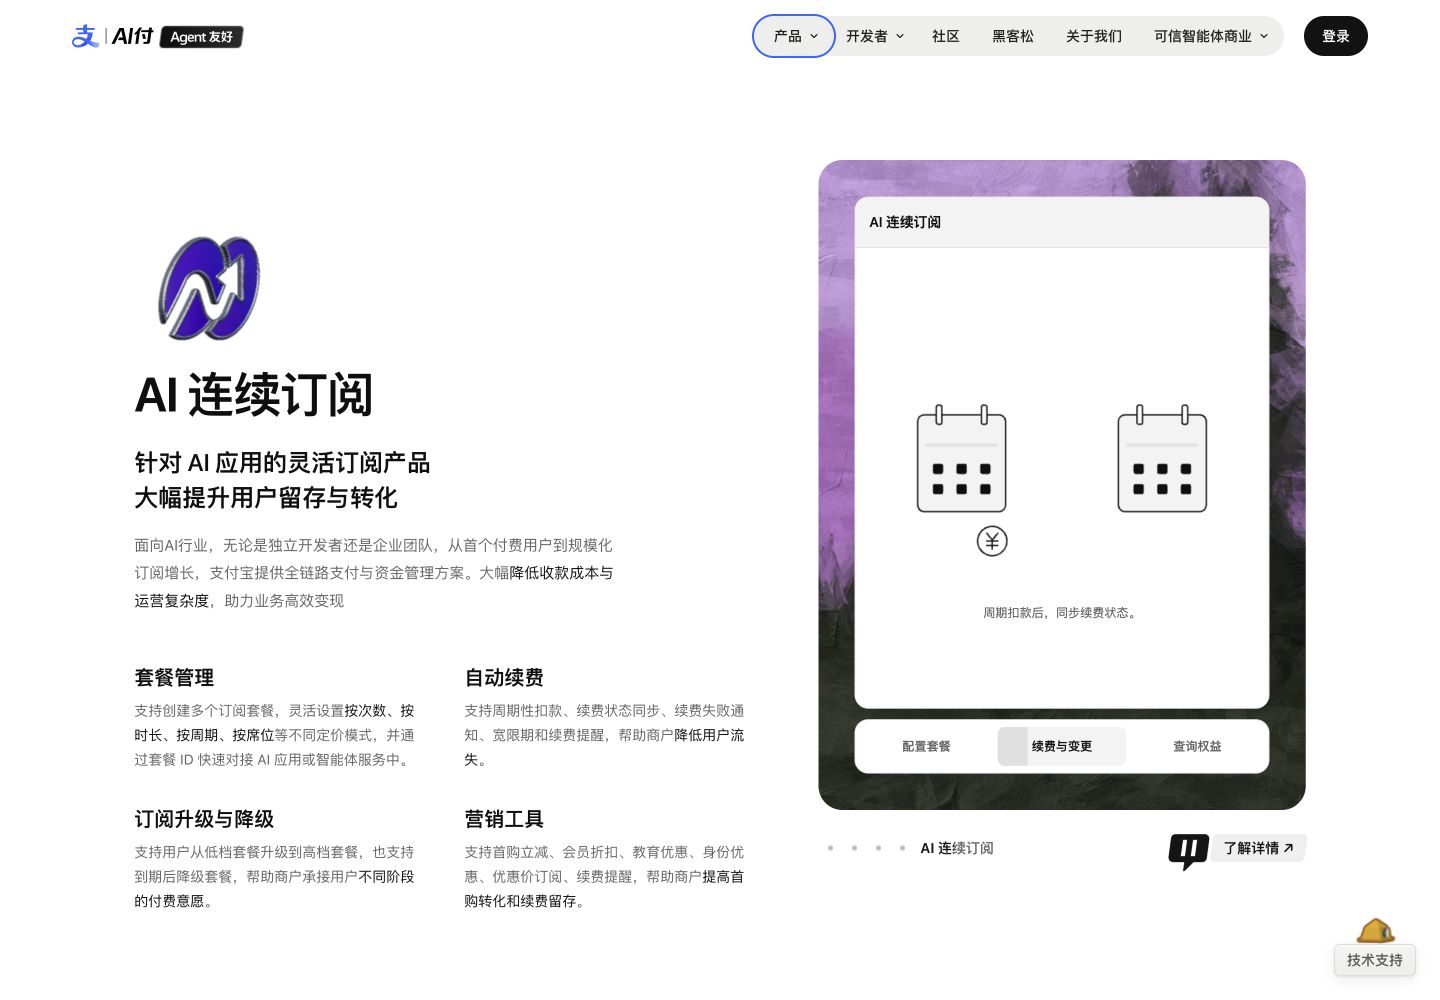 支 AI付 Agent 友好
产品 开发者 社区 黑客松 关于我们 可信智能体商业 登录
AI 连续订阅
针对 AI 应用的灵活订阅产品
大幅提升用户留存与转化
面向AI行业，无论是独立开发者还是企业团队，从首个付费用户到规模化
订阅增长，支付宝提供全链路支付与资金管理方案。大幅降低收款成本与
运营复杂度，助力业务高效变现
套餐管理
支持创建多个订阅套餐，灵活设置按次数、按
时长、按周期、按席位等不同定价模式，并通
过套餐 ID 快速对接 AI 应用或智能体服务中。
自动续费
支持周期性扣款、续费状态同步、续费失败通
知、宽限期和续费提醒，帮助商户降低用户流
失。
订阅升级与降级
支持用户从低档套餐升级到高档套餐，也支持
到期后降级套餐，帮助商户承接用户不同阶段
的付费意愿。
营销工具
支持首购立减、会员折扣、教育优惠、身份优
惠、优惠价订阅、续费提醒，帮助商户提高首
购转化和续费留存。
AI 连续订阅
¥
周期扣款后，同步续费状态。
配置套餐 续费与变更 查询权益
AI 连续订阅
了解详情
技术支持